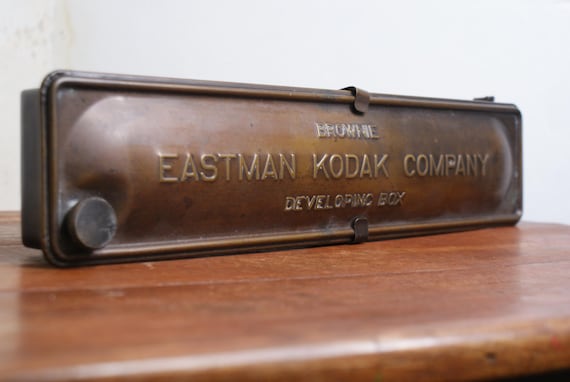 BROWNIE
EASTMAN KODAK COMPANY
DEVELOPING BOX